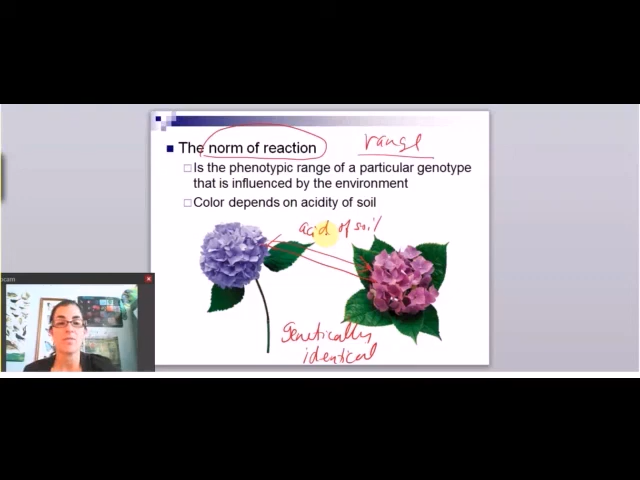 The norm of reaction
range
Is the phenotypic range of a particular genotype
that is influenced by the environment
Color depends on acidity of soil
acid of soil
Genetically
identical